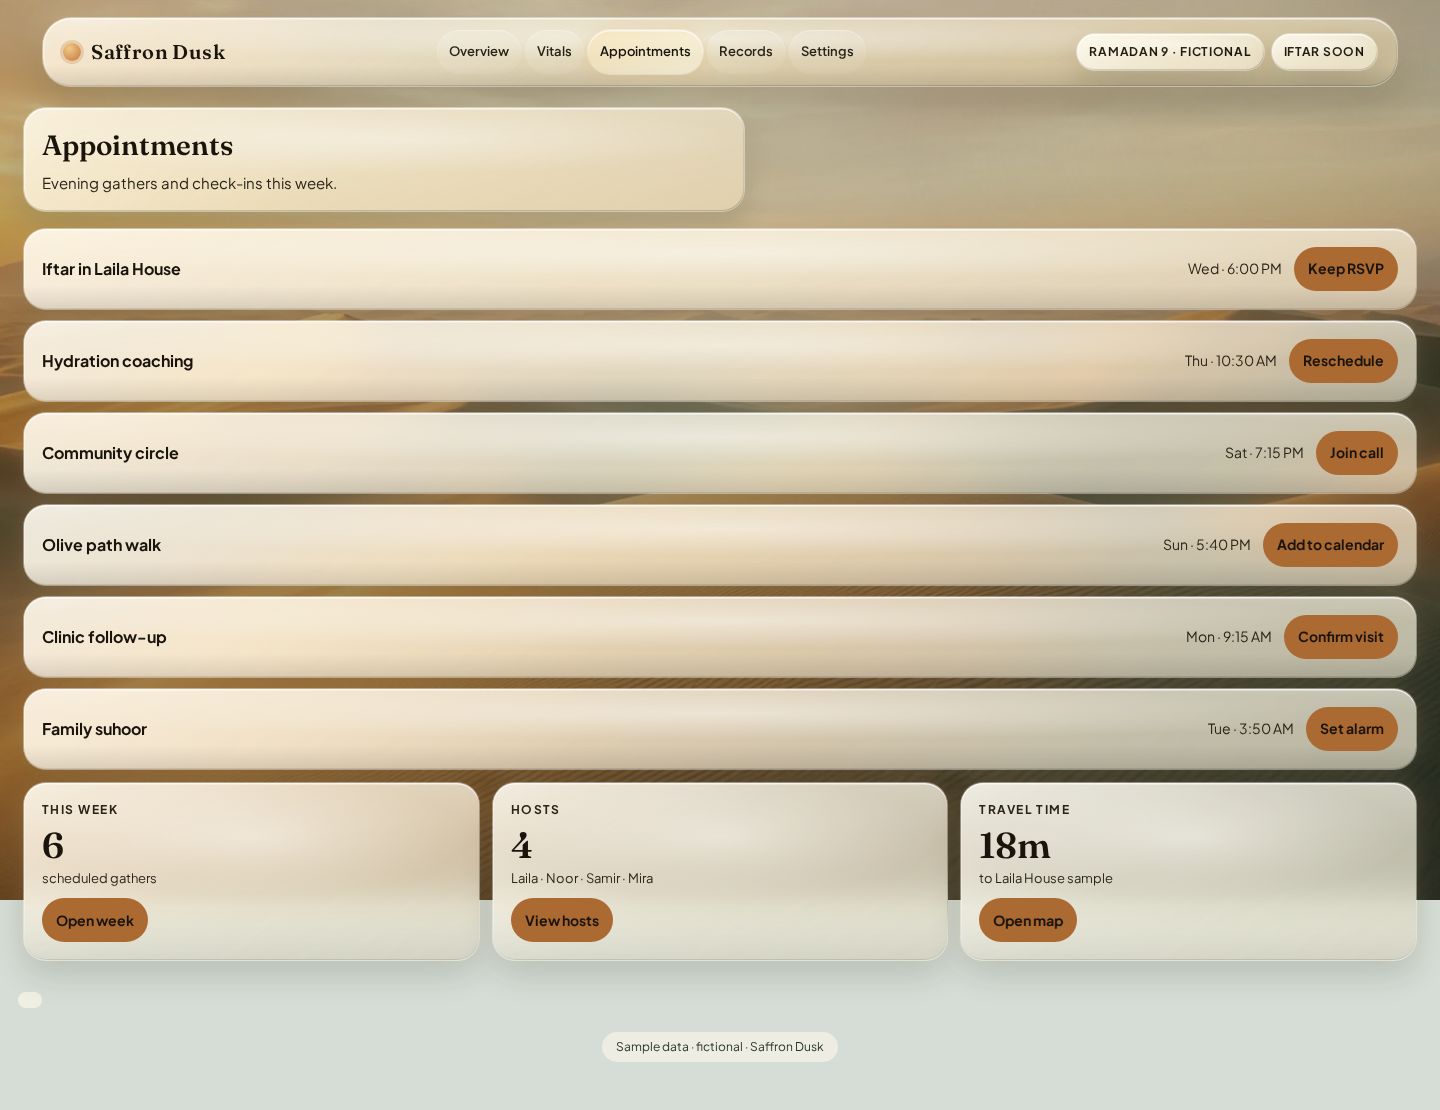 Saffron Dusk
Overview
Vitals
Appointments
Records
Settings
RAMADAN 9 · FICTIONAL
IFTAR SOON
Appointments
Evening gathers and check-ins this week.
Iftar in Laila House
Wed · 6:00 PM
Keep RSVP
Hydration coaching
Thu · 10:30 AM
Reschedule
Community circle
Sat · 7:15 PM
Join call
Olive path walk
Sun · 5:40 PM
Add to calendar
Clinic follow-up
Mon · 9:15 AM
Confirm visit
Family suhoor
Tue · 3:50 AM
Set alarm
THIS WEEK
6
scheduled gathers
Open week
HOSTS
4
Laila · Noor · Samir · Mira
View hosts
TRAVEL TIME
18m
to Laila House sample
Open map
Sample data · fictional · Saffron Dusk